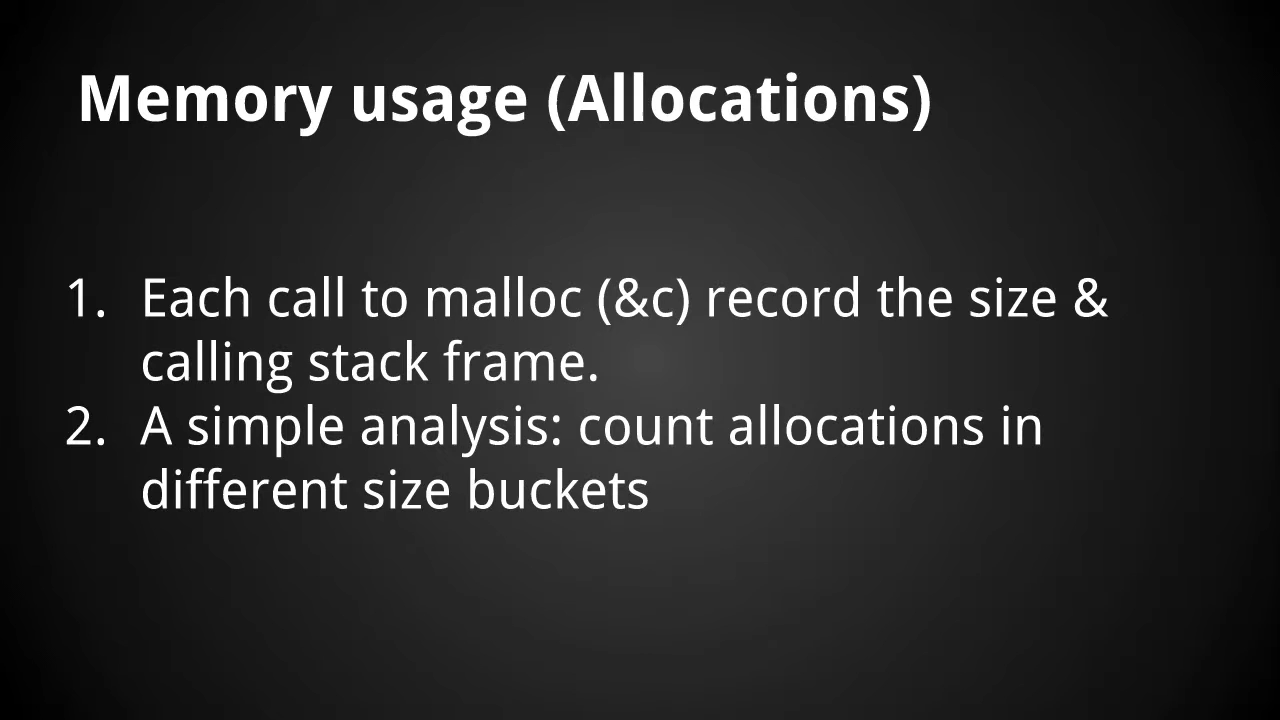 Memory usage (Allocations)
1. Each call to malloc (&c) record the size &
calling stack frame.
2. A simple analysis: count allocations in
different size buckets